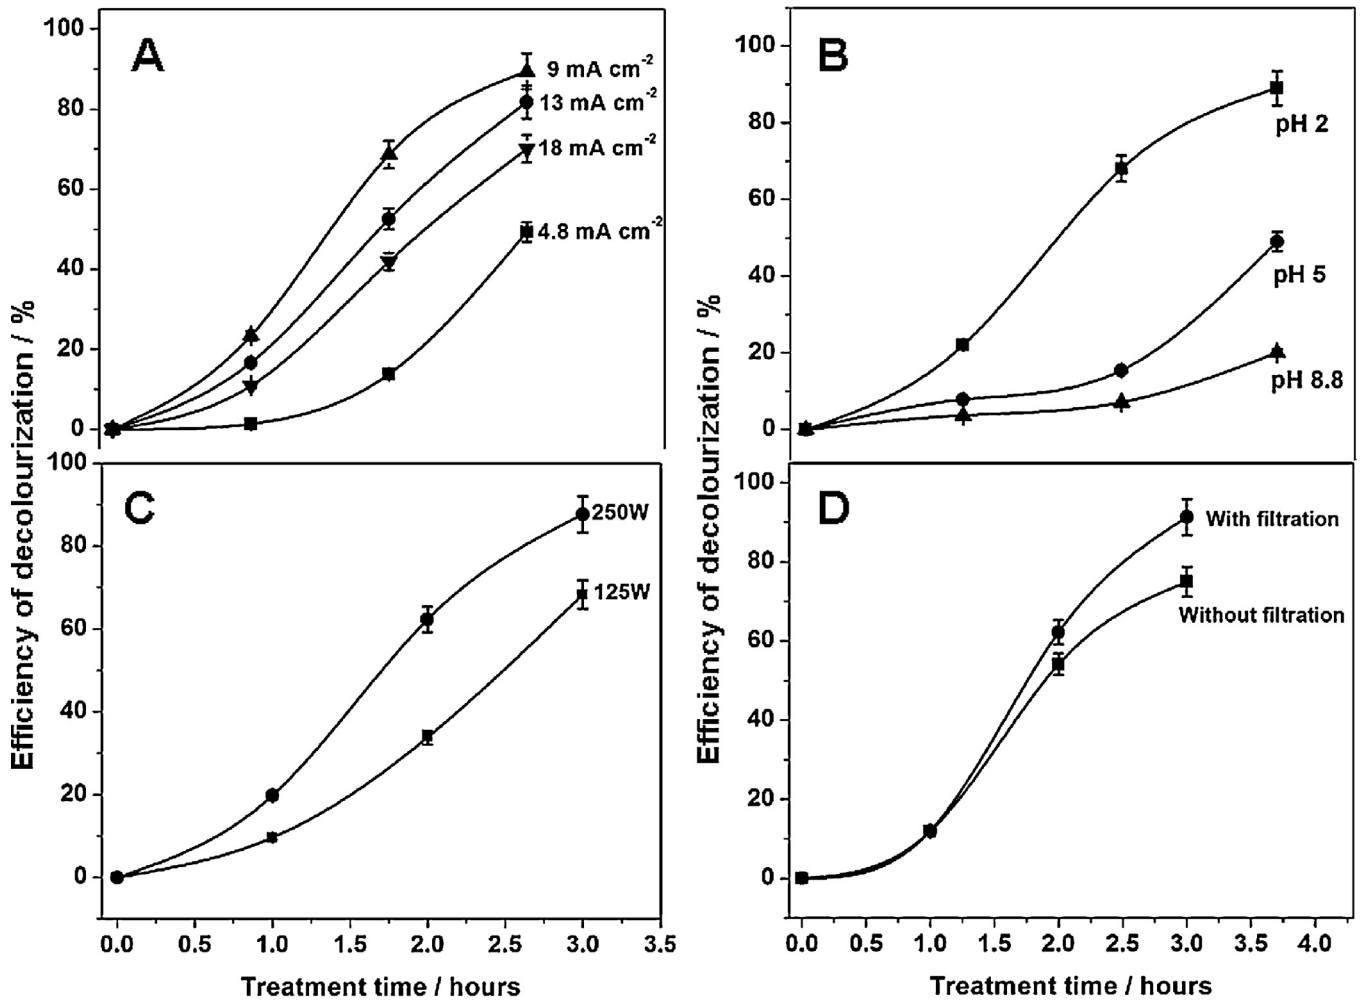 A
100
80
60
40
20
0
9 mA cm-2
13 mA cm-2
18 mA cm-2
4.8 mA cm-2
B
100
80
60
40
20
0
pH 2
pH 5
pH 8.8
Efficiency of decolourization / %
Efficiency of decolourization / %
C
100
80
60
40
20
0
250W
125W
0.0 0.5 1.0 1.5 2.0 2.5 3.0 3.5
Treatment time / hours
D
100
80
60
40
20
0
With filtration
Without filtration
0.0 0.5 1.0 1.5 2.0 2.5 3.0 3.5 4.0
Treatment time / hours